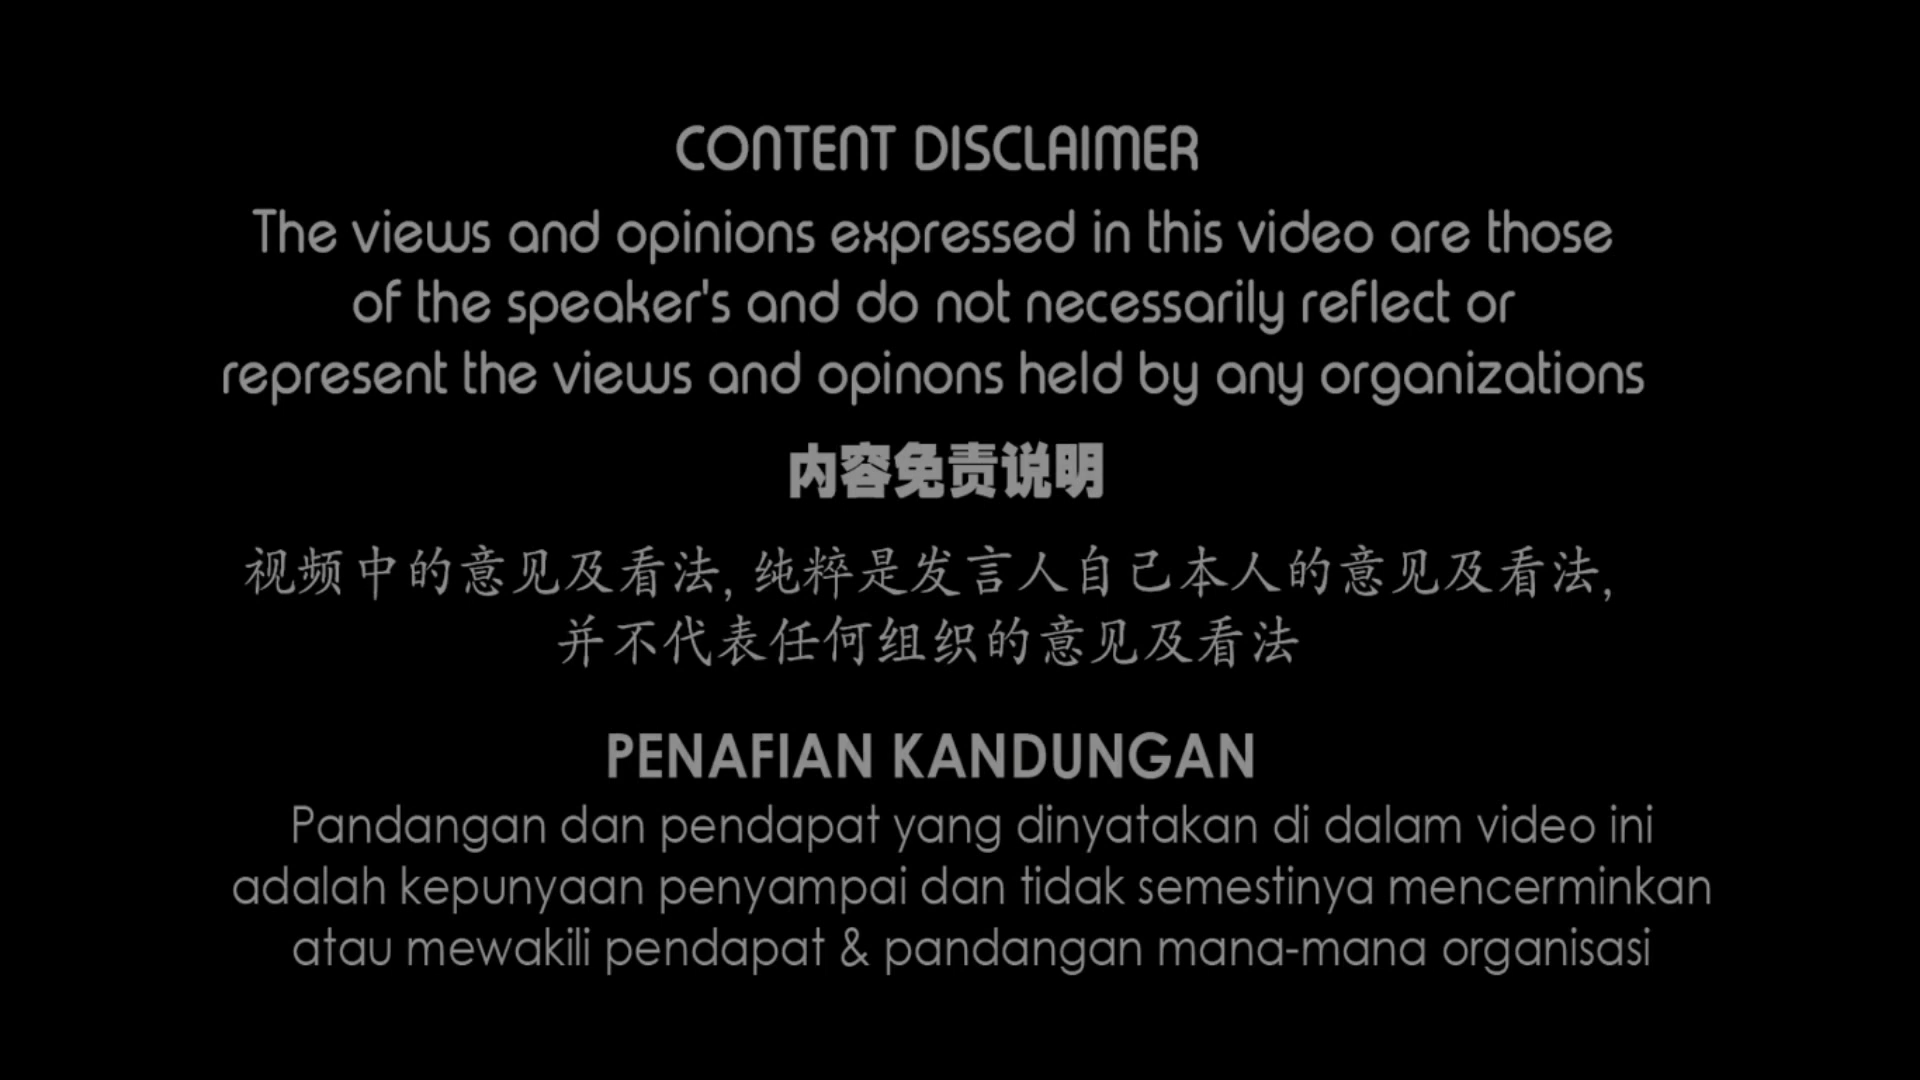 CONTENT DISCLAIMER
The views and opinions expressed in this video are those
of the speaker's and do not necessarily reflect or
represent the views and opinons held by any organizations
内容免责说明
视频中的意见及看法, 纯粹是发言人自己本人的意见及看法,
并不代表任何组织的意见及看法
PENAFIAN KANDUNGAN
Pandangan dan pendapat yang dinyatakan di dalam video ini
adalah kepunyaan penyampai dan tidak semestinya mencerminkan
atau mewakili pendapat & pandangan mana-mana organisasi